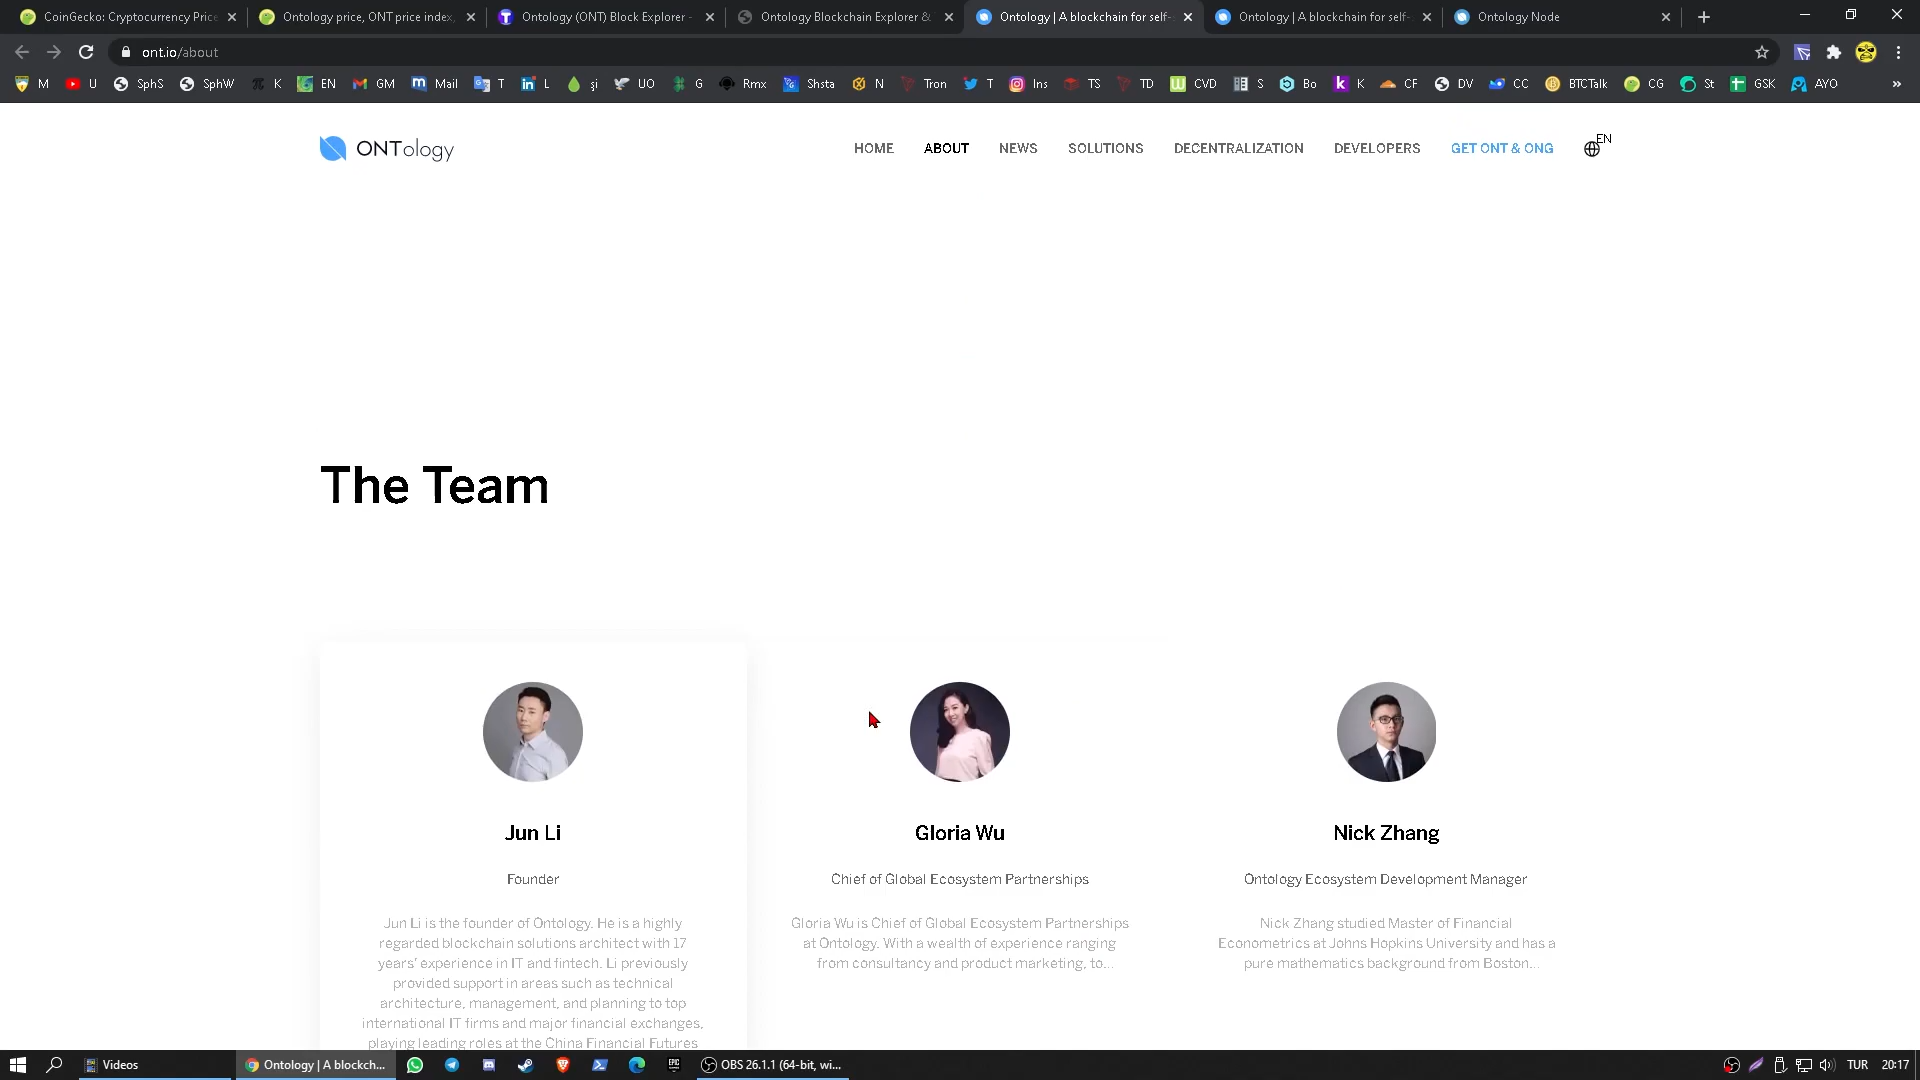 CoinGecko: Cryptocurrency Price
Ontology price, ONT price index,
Ontology (ONT) Block Explorer -
Ontology Blockchain Explorer &
Ontology | A blockchain for self-
Ontology | A blockchain for self-
Ontology Node
ont.io/about
M
U
SphS
SphW
K
EN
GM
Mail
T
L
şi
UO
G
Rmx
Shsta
N
Tron
T
Ins
TS
TD
CVD
S
Bo
K
CF
DV
CC
BTCTalk
CG
St
GSK
AYO
»
ONTology
HOME
ABOUT
NEWS
SOLUTIONS
DECENTRALIZATION
DEVELOPERS
GET ONT & ONG
EN
The Team
Jun Li
Founder
Jun Li is the founder of Ontology. He is a highly
regarded blockchain solutions architect with 17
years' experience in IT and fintech. Li previously
provided support in areas such as technical
architecture, management, and planning to top
international IT firms and major financial exchanges,
playing leading roles at the China Financial Futures
Gloria Wu
Chief of Global Ecosystem Partnerships
Gloria Wu is Chief of Global Ecosystem Partnerships
at Ontology. With a wealth of experience ranging
from consultancy and product marketing, to...
Nick Zhang
Ontology Ecosystem Development Manager
Nick Zhang studied Master of Financial
Econometrics at Johns Hopkins University and has a
pure mathematics background from Boston...
Videos
Ontology | A blockch...
EPIC
OBS 26.1.1 (64-bit, wi...
TUR
20:17